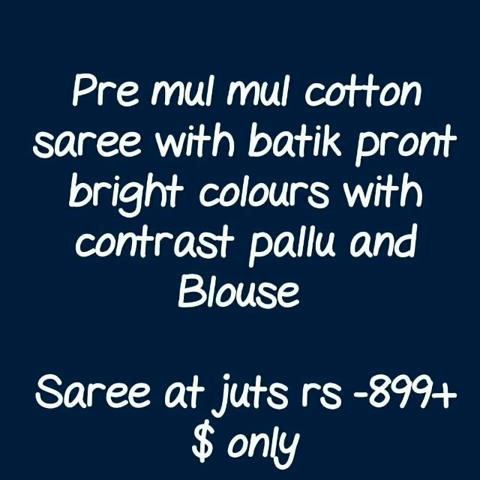 Pre mul mul cotton
saree with batik pront
bright colours with
contrast pallu and
Blouse
Saree at juts rs -899+
$ only